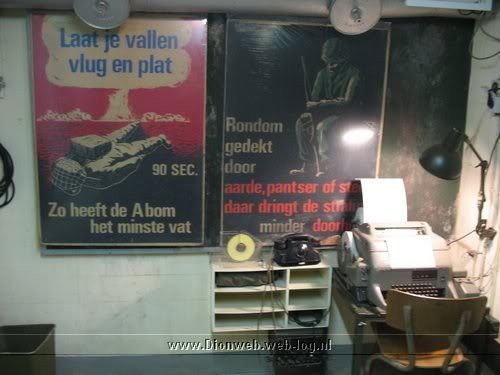 Laat je vallen
vlug en plat
90 SEC.
Zo heeft de A bom
het minste vat
Rondom
gedekt
door
aarde, pantser of
daar dringt de
minder
www.Dionweb.web-log.nl